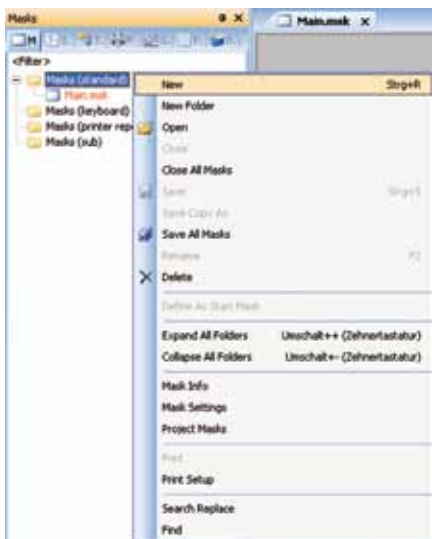 Masks
Main.msk x
<Filter>
Masks (standard)
Main.msk
Masks (keyboard)
Masks (printer rep
Masks (sub)
New Strg+R
New Folder
Open
Close
Close All Masks
Save Strg+S
Save Copy As
Save All Masks
Rename F2
Delete
Define As Start Mask
Expand All Folders Umschalt++ (Zehnertastatur)
Collapse All Folders Umschalt+- (Zehnertastatur)
Mask Info
Mask Settings
Project Masks
Print
Print Setup
Search Replace
Find